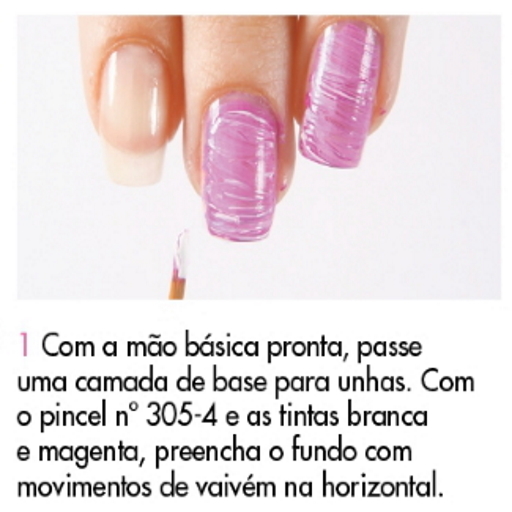 1 Com a mão básica pronta, passe
uma camada de base para unhas. Com
o pincel nº 305-4 e as tintas branca
e magenta, preencha o fundo com
movimentos de vaivém na horizontal.